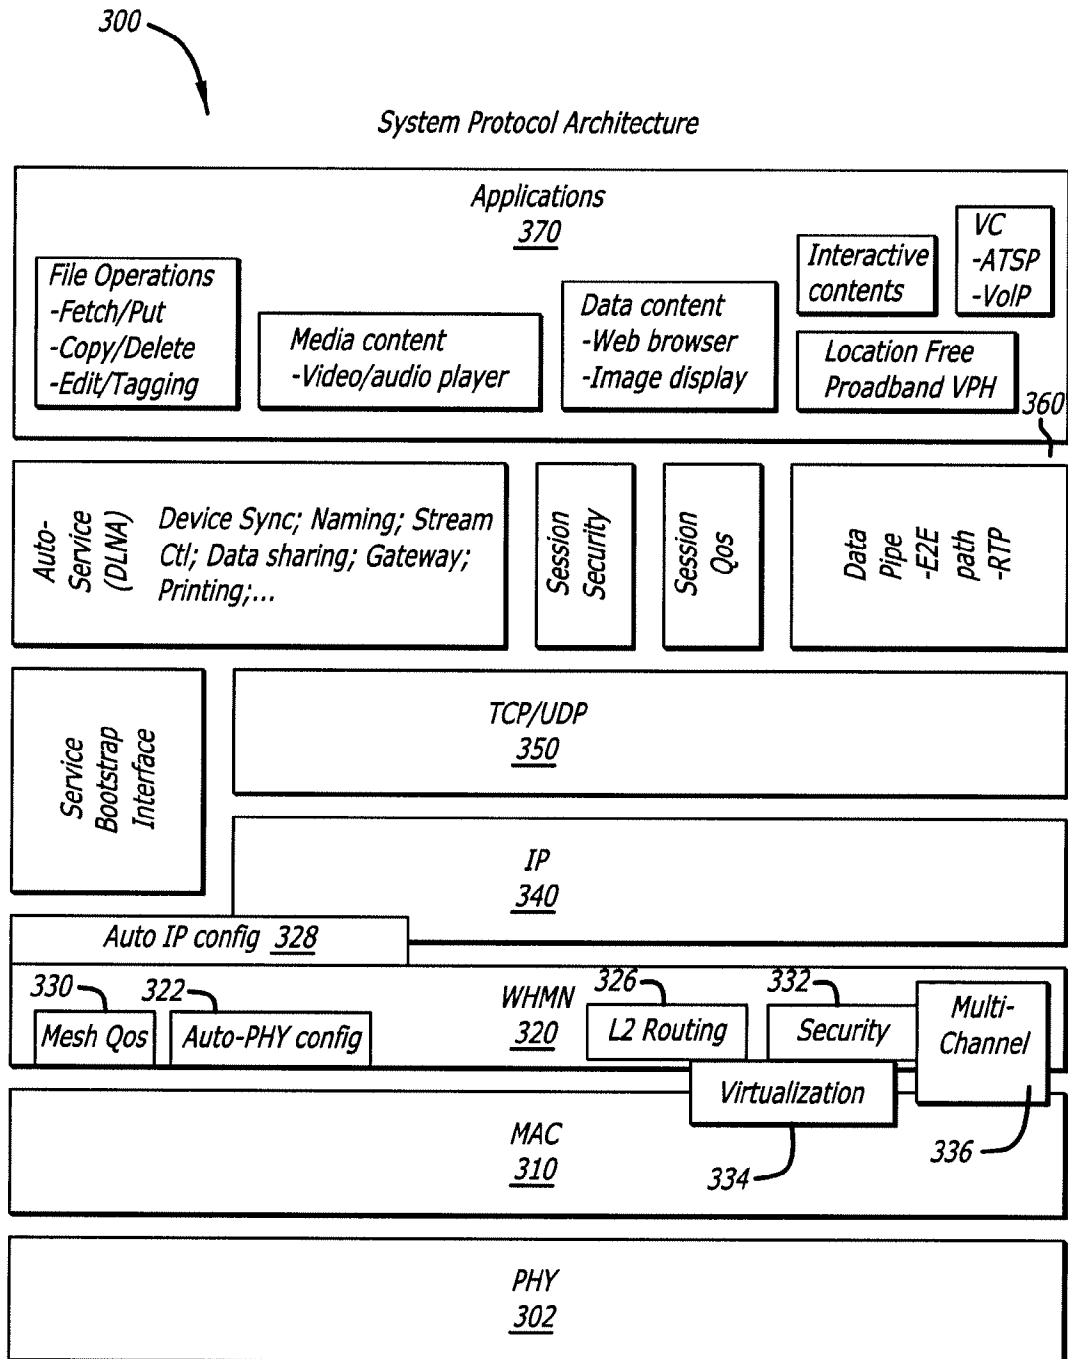 300
System Protocol Architecture
Applications
370
File Operations
-Fetch/Put
-Copy/Delete
-Edit/Tagging
Media content
-Video/audio player
Data content
-Web browser
-Image display
Interactive
contents
VC
-ATSP
-VoIP
Location Free
Proadband VPH
360
Auto-
Service
(DLNA)
Device Sync; Naming; Stream
Ctl; Data sharing; Gateway;
Printing;...
Session
Security
Session
Qos
Data
Pipe
-E2E
path
-RTP
Service
Bootstrap
Interface
TCP/UDP
350
IP
340
Auto IP config 328
330
322
WHMN
320
326
332
Mesh Qos
Auto-PHY config
L2 Routing
Security
Multi-
Channel
Virtualization
MAC
310
334
336
PHY
302